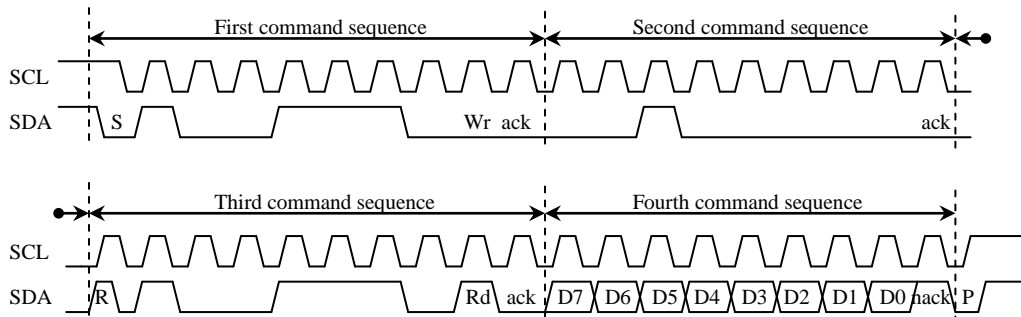 First command sequence Second command sequence
SCL
SDA S Wr ack ack
Third command sequence Fourth command sequence
SCL
SDA R Rd ack D7 D6 D5 D4 D3 D2 D1 D0 nack P